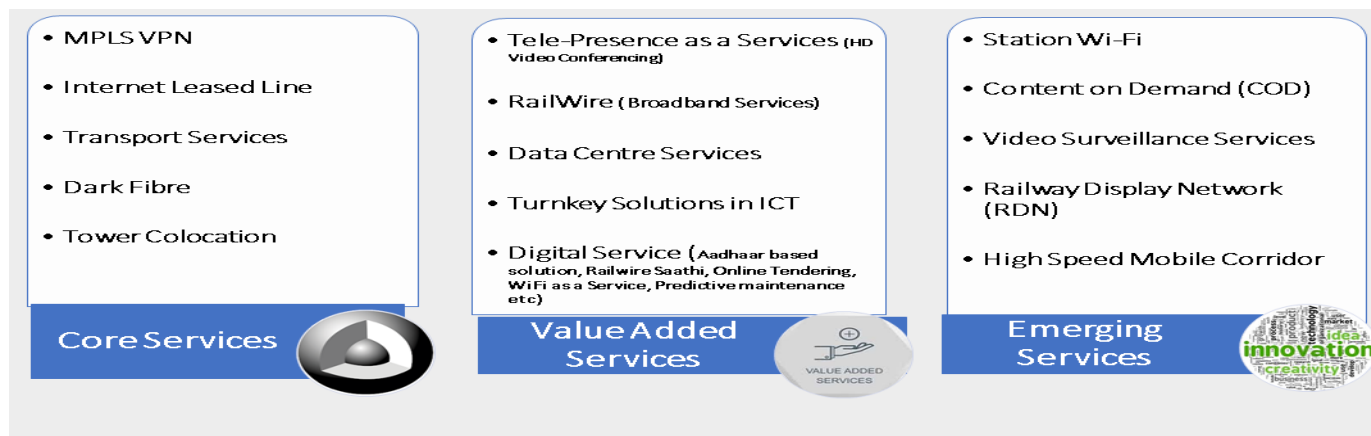 • MPLS VPN
• Internet Leased Line
• Transport Services
• Dark Fibre
• Tower Colocation
Core Services
• Tele-Presence as a Services (HD
Video Conferencing)
• RailWire (Broadband Services)
• Data Centre Services
• Turnkey Solutions in ICT
• Digital Service (Aadhaar based
solution, Railwire Saathi, Online Tendering,
WiFi as a Service, Predictive maintenance
etc)
Value Added
Services
VALUE ADDED
SERVICES
• Station Wi-Fi
• Content on Demand (COD)
• Video Surveillance Services
• Railway Display Network
(RDN)
• High Speed Mobile Corridor
Emerging
Services
product
technology
market
idea
innovation
creativity
business